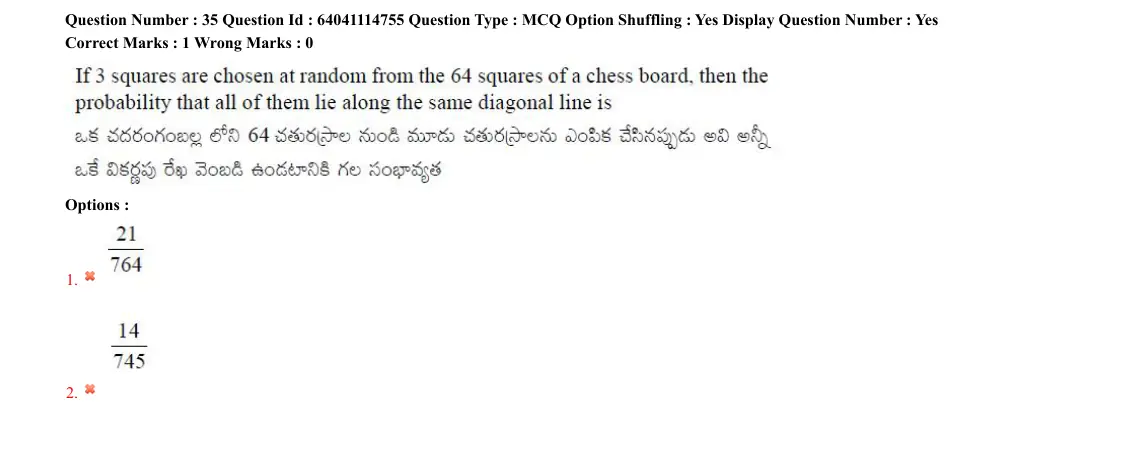 Question Number : 35 Question Id : 64041114755 Question Type : MCQ Option Shuffling : Yes Display Question Number : Yes
Correct Marks : 1 Wrong Marks : 0
If 3 squares are chosen at random from the 64 squares of a chess board, then the
probability that all of them lie along the same diagonal line is
ఒక చదరంగంబల్ల లోని 64 చతురస్రాల నుండి మూడు చతురస్రాలను ఎంపిక చేసినప్పుడు అవి అన్నీ
ఒకే వికర్ణపు రేఖ వెంబడి ఉండటానికి గల సంభావ్యత
Options :
21
764
1.
14
745
2.